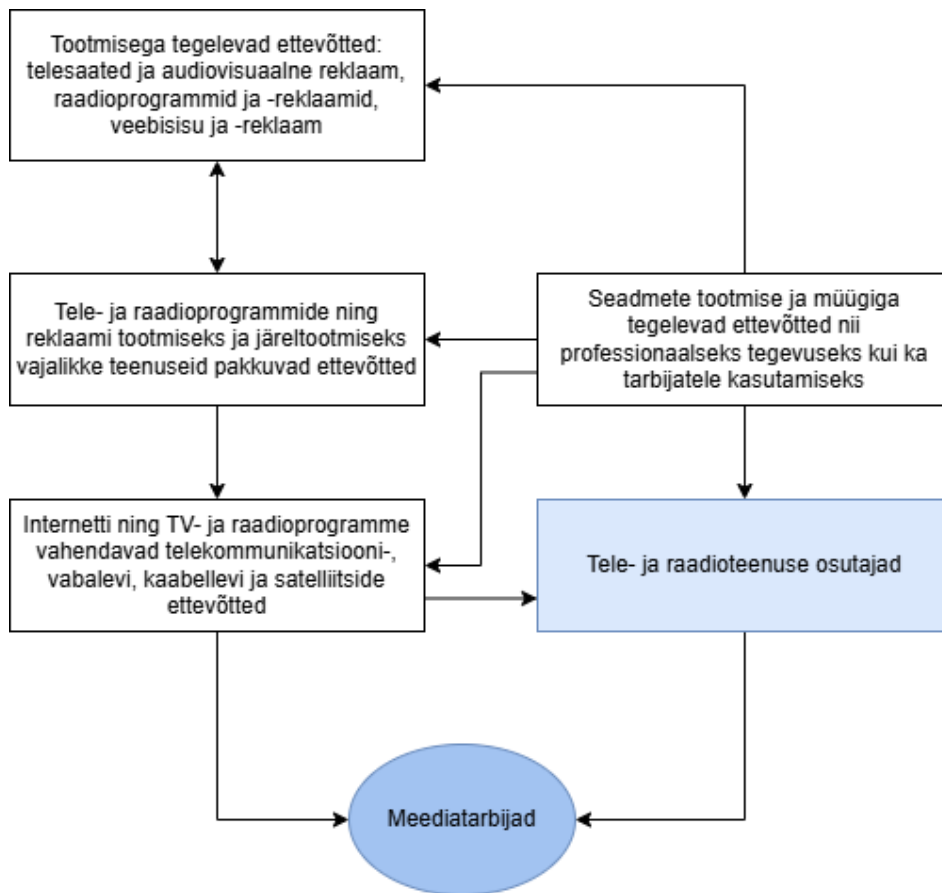 Tootmisega tegelevad ettevõtted:
telesaated ja audiovisuaalne reklaam,
raadioprogrammid ja -reklaamid,
veebisisu ja -reklaam
Tele- ja raadioprogrammide ning
reklaami tootmiseks ja järeltootmiseks
vajalikke teenuseid pakkuvad ettevõtted
Seadmete tootmise ja müügiga
tegelevad ettevõtted nii
professionaalseks tegevuseks kui ka
tarbijatele kasutamiseks
Internetti ning TV- ja raadioprogramme
vahendavad telekommunikatsiooni-,
vabalevi, kaabellevi ja satelliitside
ettevõtted
Tele- ja raadioteenuse osutajad
Meediatarbijad